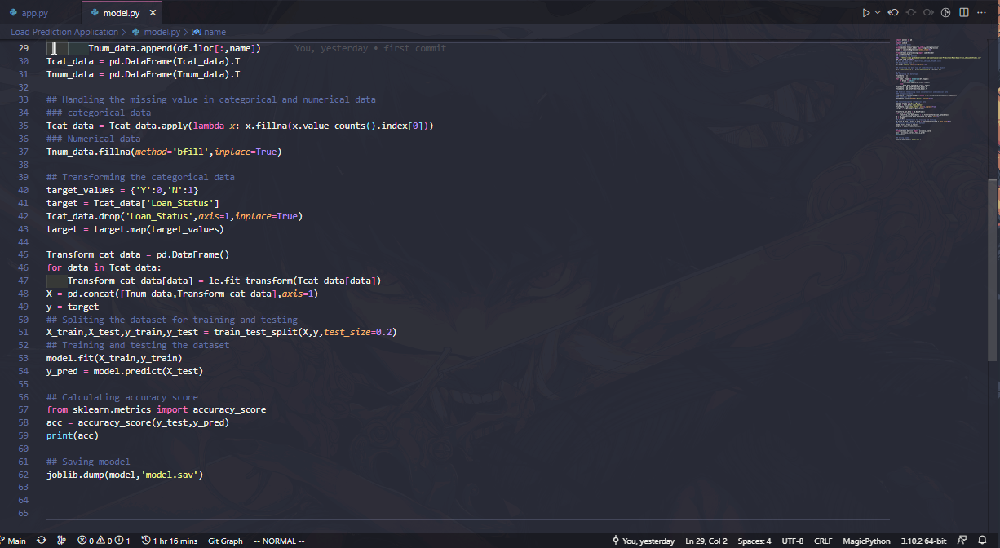 app.py model.py
Load Prediction Application > model.py > name
29 Tnum_data.append(df.iloc[:,name]) You, yesterday • first commit
30 Tcat_data = pd.DataFrame(Tcat_data).T
31 Tnum_data = pd.DataFrame(Tnum_data).T
32
33 ## Handling the missing value in categorical and numerical data
34 ### categorical data
35 Tcat_data = Tcat_data.apply(lambda x: x.fillna(x.value_counts().index[0]))
36 ### Numerical data
37 Tnum_data.fillna(method='bfill',inplace=True)
38
39 ## Transforming the categorical data
40 target_values = {'Y':0,'N':1}
41 target = Tcat_data['Loan_Status']
42 Tcat_data.drop('Loan_Status',axis=1,inplace=True)
43 target = target.map(target_values)
44
45 Transform_cat_data = pd.DataFrame()
46 for data in Tcat_data:
47 Transform_cat_data[data] = le.fit_transform(Tcat_data[data])
48 X = pd.concat([Tnum_data,Transform_cat_data],axis=1)
49 y = target
50 ## Spliting the dataset for training and testing
51 X_train,X_test,y_train,y_test = train_test_split(X,y,test_size=0.2)
52 ## Training and testing the dataset
53 model.fit(X_train,y_train)
54 y_pred = model.predict(X_test)
55
56 ## Calculating accuracy score
57 from sklearn.metrics import accuracy_score
58 acc = accuracy_score(y_test,y_pred)
59 print(acc)
60
61 ## Saving moodel
62 joblib.dump(model,'model.sav')
63
64
65
Main 0 0 1 1 hr 16 mins Git Graph -- NORMAL -- You, yesterday Ln 29, Col 2 Spaces: 4 UTF-8 CRLF MagicPython 3.10.2 64-bit